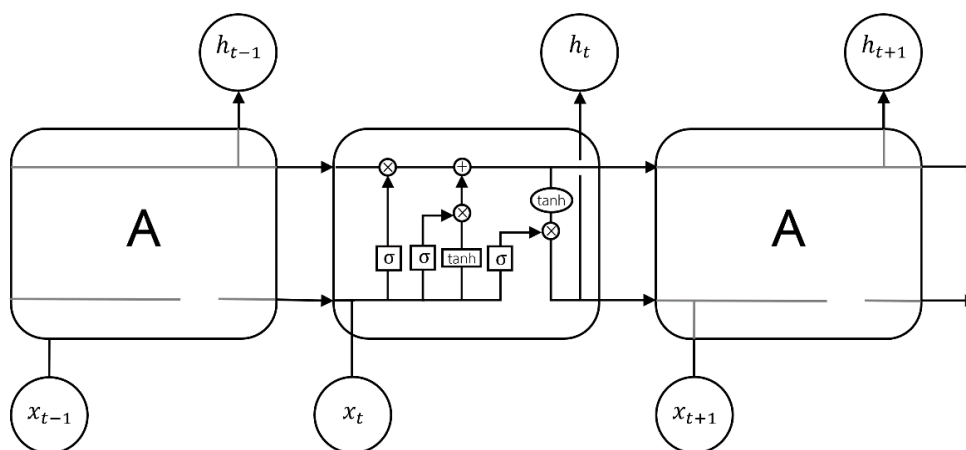 h_{t−1}
h_t
h_{t+1}
× +
tanh
A
×
A
×
σ σ tanh σ
x_{t−1}
x_t
x_{t+1}